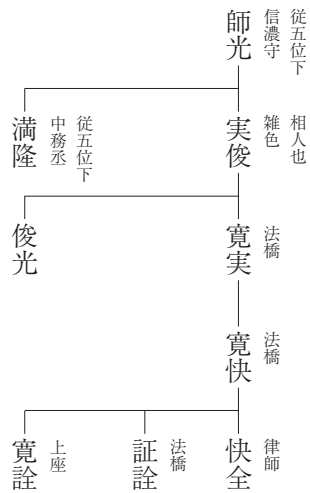 従五位下
信濃守
師光
相人也
雑色
実俊
従五位下
中務丞
満隆
法橋
寛実
俊光
法橋
寛快
律師
快全
法橋
証詮
上座
寛詮